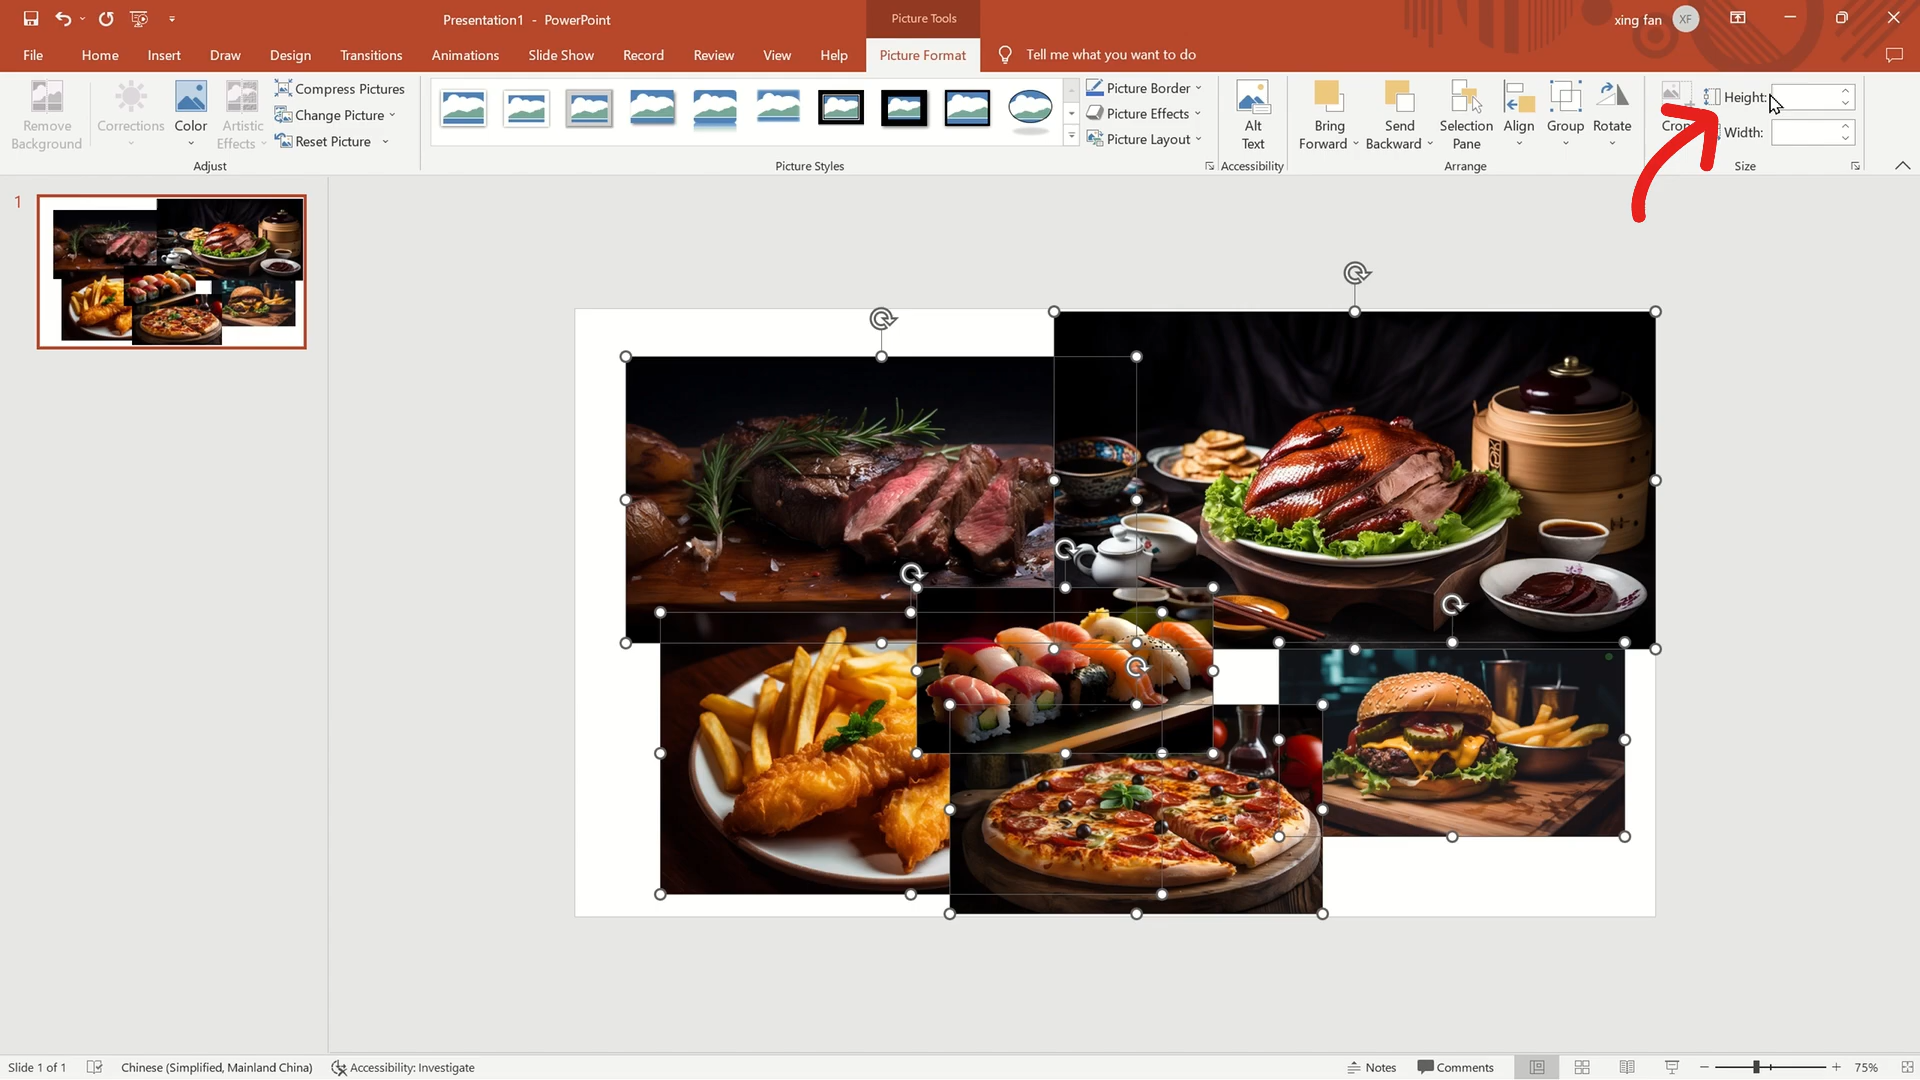 Presentation1 - PowerPoint
Picture Tools
xing fan
XF
File
Home
Insert
Draw
Design
Transitions
Animations
Slide Show
Record
Review
View
Help
Picture Format
Tell me what you want to do
Remove
Background
Corrections
Color
Artistic
Effects
Compress Pictures
Change Picture
Reset Picture
Adjust
Picture Styles
Picture Border
Picture Effects
Picture Layout
Alt
Text
Accessibility
Bring
Forward
Send
Backward
Selection
Pane
Align
Group
Rotate
Arrange
Crop
Height:
Width:
Size
1
Slide 1 of 1
Chinese (Simplified, Mainland China)
Accessibility: Investigate
Notes
Comments
75%